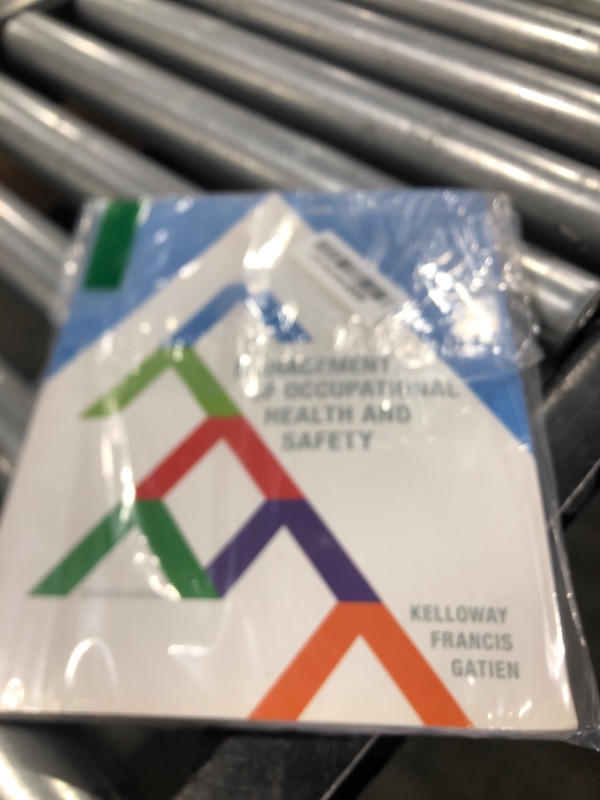 MANAGEMENT
OF OCCUPATIONAL
HEALTH AND
SAFETY
KELLOWAY
FRANCIS
GATIEN